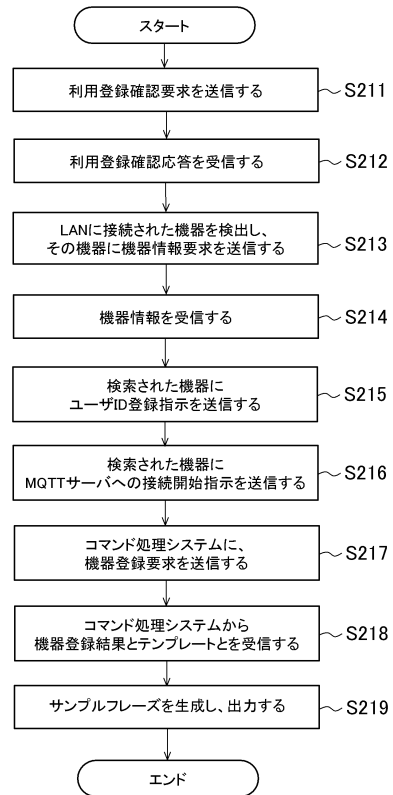 スタート
利用登録確認要求を送信する
S211
利用登録確認応答を受信する
S212
LANに接続された機器を検出し、
その機器に機器情報要求を送信する
S213
機器情報を受信する
S214
検索された機器に
ユーザID登録指示を送信する
S215
検索された機器に
MQTTサーバへの接続開始指示を送信する
S216
コマンド処理システムに、
機器登録要求を送信する
S217
コマンド処理システムから
機器登録結果とテンプレートとを受信する
S218
サンプルフレーズを生成し、出力する
S219
エンド